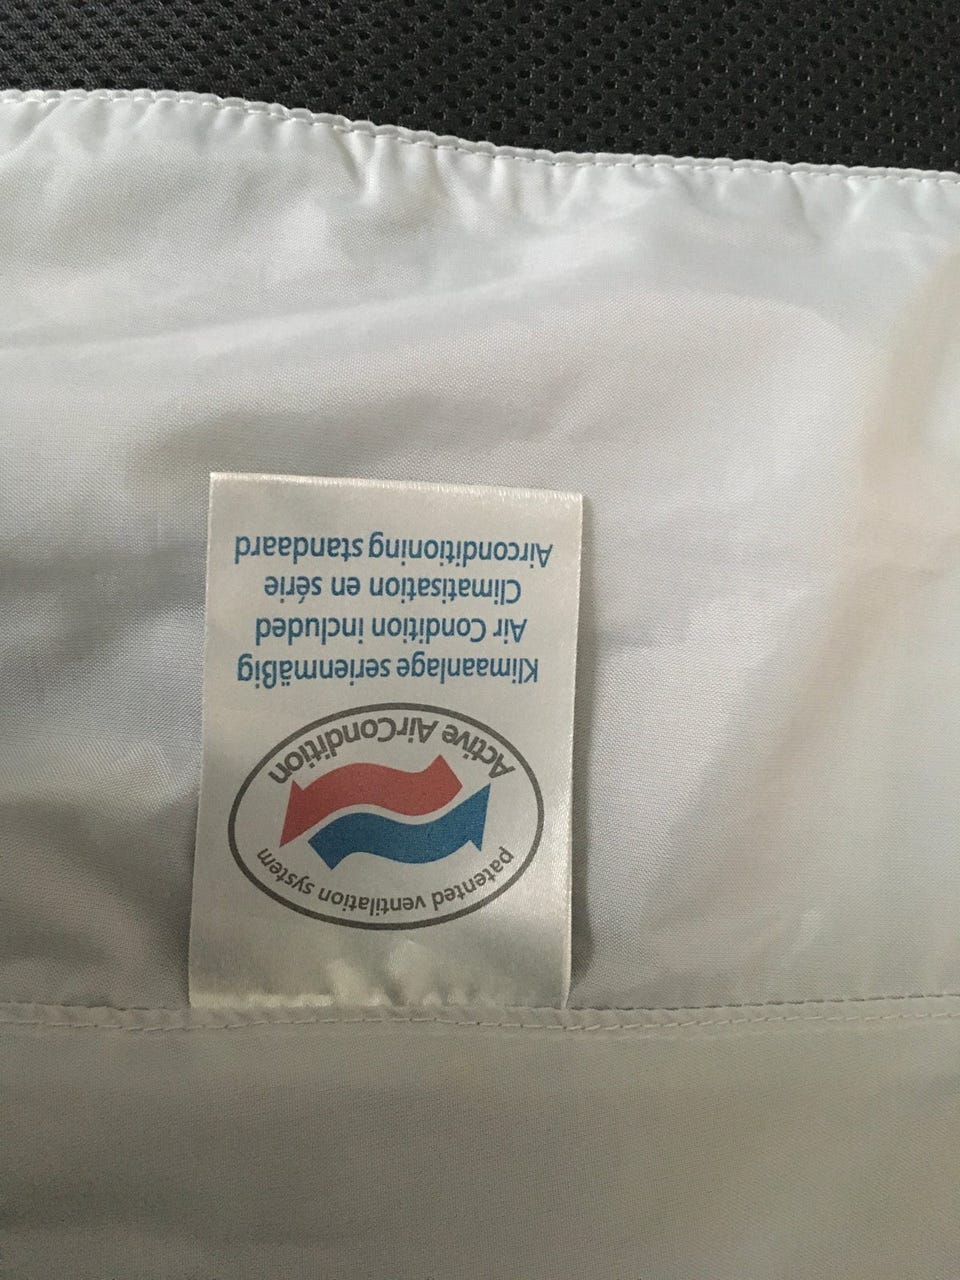 patented ventilation system
Active AirCondition
Klimaanlage serienmäßig
Air Condition included
Climatisation en série
Airconditioning standaard